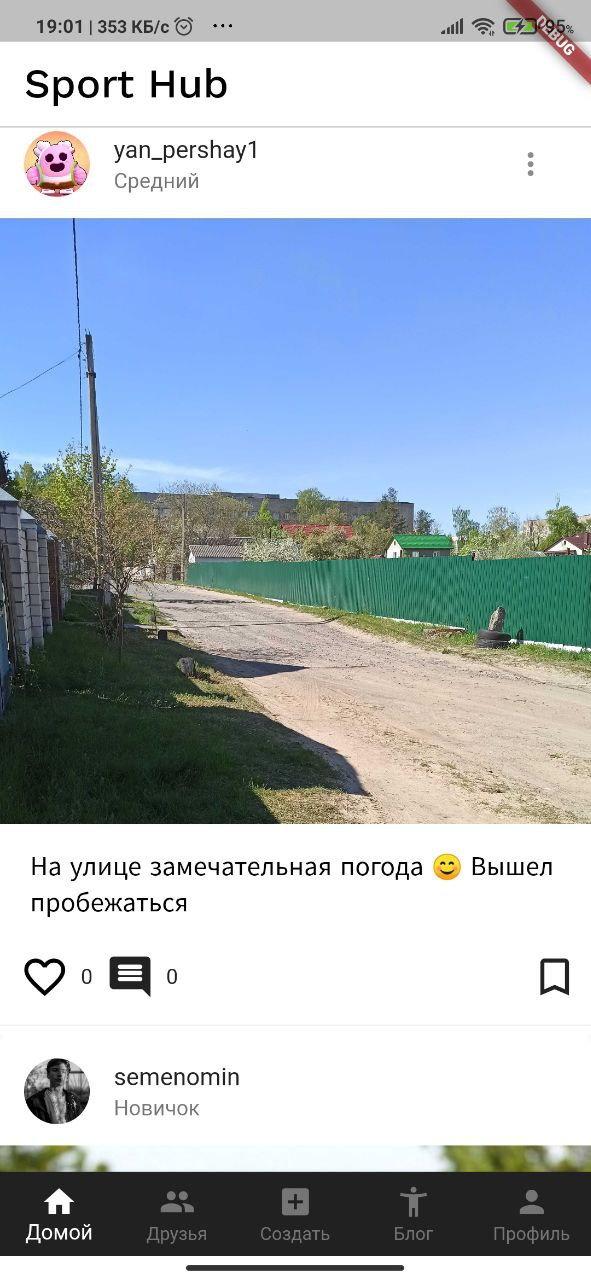 19:01 | 353 КБ/с ... 95%
DEBUG
Sport Hub
yan_pershay1
Средний
На улице замечательная погода 😊 Вышел
пробежаться
0 0
semenomin
Новичок
Домой Друзья Создать Блог Профиль